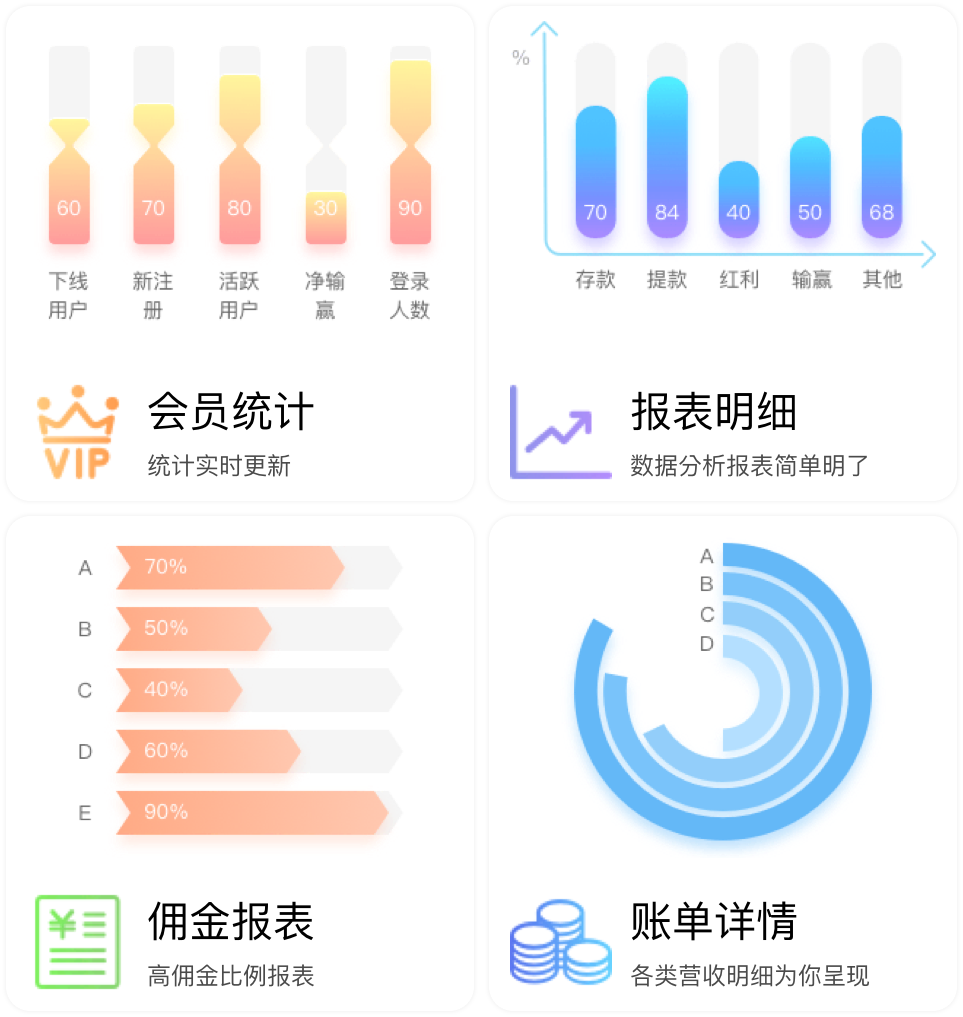 60 70 80 30 90
下线 新注 活跃 净输 登录
用户 册 用户 赢 人数
VIP
会员统计
统计实时更新
%
70 84 40 50 68
存款 提款 红利 输赢 其他
报表明细
数据分析报表简单明了
A 70%
B 50%
C 40%
D 60%
E 90%
¥
佣金报表
高佣金比例报表
A
B
C
D
账单详情
各类营收明细为你呈现